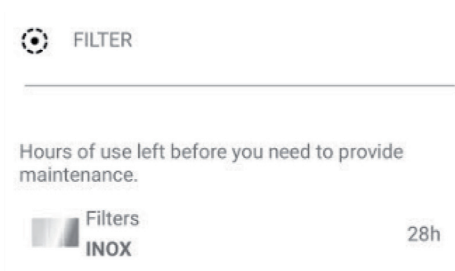 FILTER
Hours of use left before you need to provide
maintenance.
Filters
INOX
28h